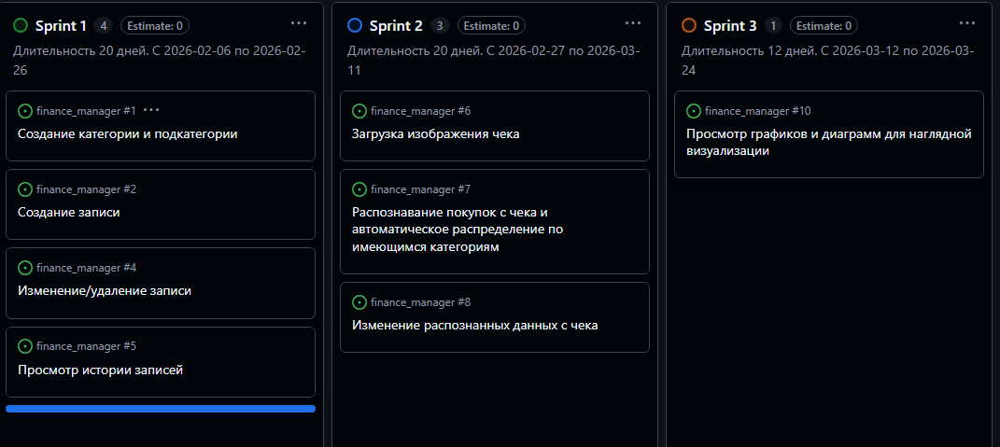 Sprint 1 4 Estimate: 0 ···
Длительность 20 дней. С 2026-02-06 по 2026-02-
26
finance_manager #1 ···
Создание категории и подкатегории
finance_manager #2
Создание записи
finance_manager #4
Изменение/удаление записи
finance_manager #5
Просмотр истории записей
Sprint 2 3 Estimate: 0 ···
Длительность 20 дней. С 2026-02-27 по 2026-03-
11
finance_manager #6
Загрузка изображения чека
finance_manager #7
Распознавание покупок с чека и
автоматическое распределение по
имеющимся категориям
finance_manager #8
Изменение распознанных данных с чека
Sprint 3 1 Estimate: 0 ···
Длительность 12 дней. С 2026-03-12 по 2026-03-
24
finance_manager #10
Просмотр графиков и диаграмм для наглядной
визуализации